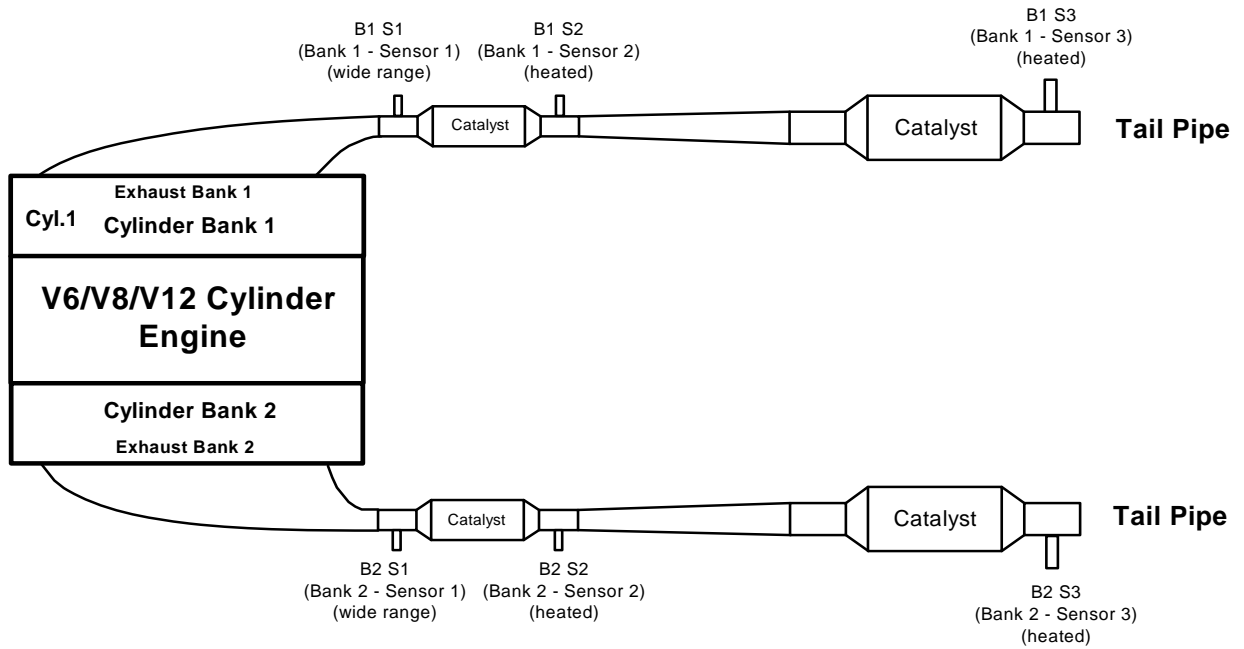 B1 S1
(Bank 1 - Sensor 1)
(wide range)
B1 S2
(Bank 1 - Sensor 2)
(heated)
B1 S3
(Bank 1 - Sensor 3)
(heated)
Catalyst
Catalyst
Tail Pipe
Exhaust Bank 1
Cyl.1
Cylinder Bank 1
V6/V8/V12 Cylinder
Engine
Cylinder Bank 2
Exhaust Bank 2
Catalyst
Catalyst
Tail Pipe
B2 S1
(Bank 2 - Sensor 1)
(wide range)
B2 S2
(Bank 2 - Sensor 2)
(heated)
B2 S3
(Bank 2 - Sensor 3)
(heated)